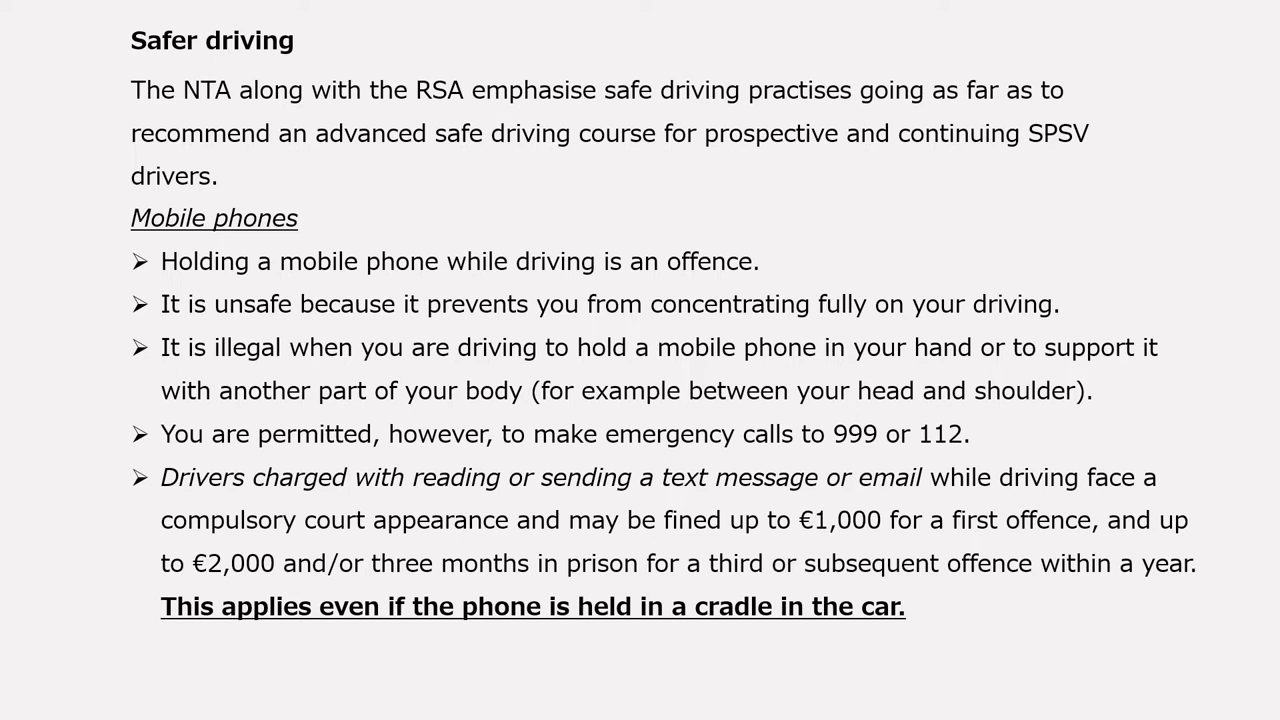 Safer driving
The NTA along with the RSA emphasise safe driving practises going as far as to
recommend an advanced safe driving course for prospective and continuing SPSV
drivers.
Mobile phones
➢ Holding a mobile phone while driving is an offence.
➢ It is unsafe because it prevents you from concentrating fully on your driving.
➢ It is illegal when you are driving to hold a mobile phone in your hand or to support it
with another part of your body (for example between your head and shoulder).
➢ You are permitted, however, to make emergency calls to 999 or 112.
➢ Drivers charged with reading or sending a text message or email while driving face a
compulsory court appearance and may be fined up to €1,000 for a first offence, and up
to €2,000 and/or three months in prison for a third or subsequent offence within a year.
This applies even if the phone is held in a cradle in the car.